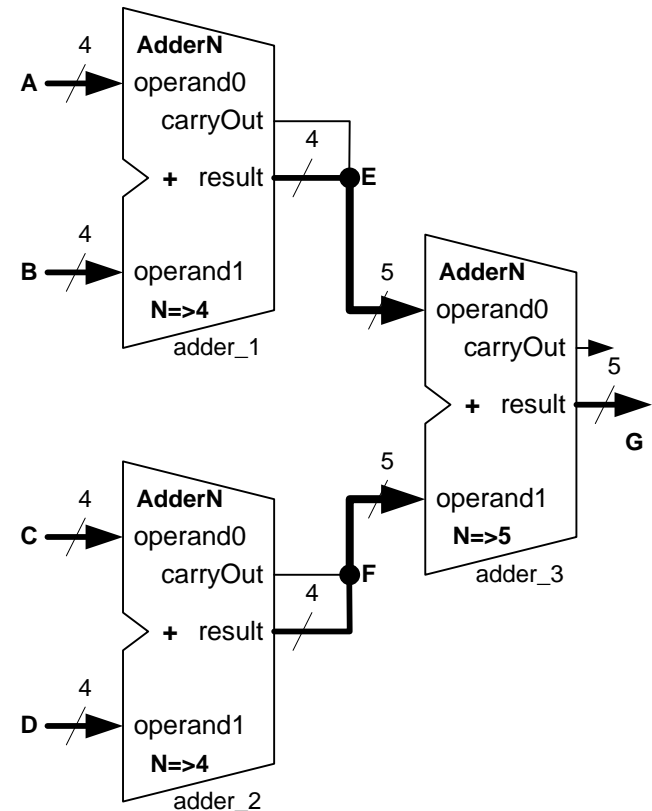 4
AdderN
A
operand0
carryOut
4
+ result
E
4
B
operand1
N=>4
adder_1
5
AdderN
operand0
carryOut
5
+ result
G
5
operand1
N=>5
adder_3
4
AdderN
C
operand0
carryOut
F
4
+ result
4
D
operand1
N=>4
adder_2